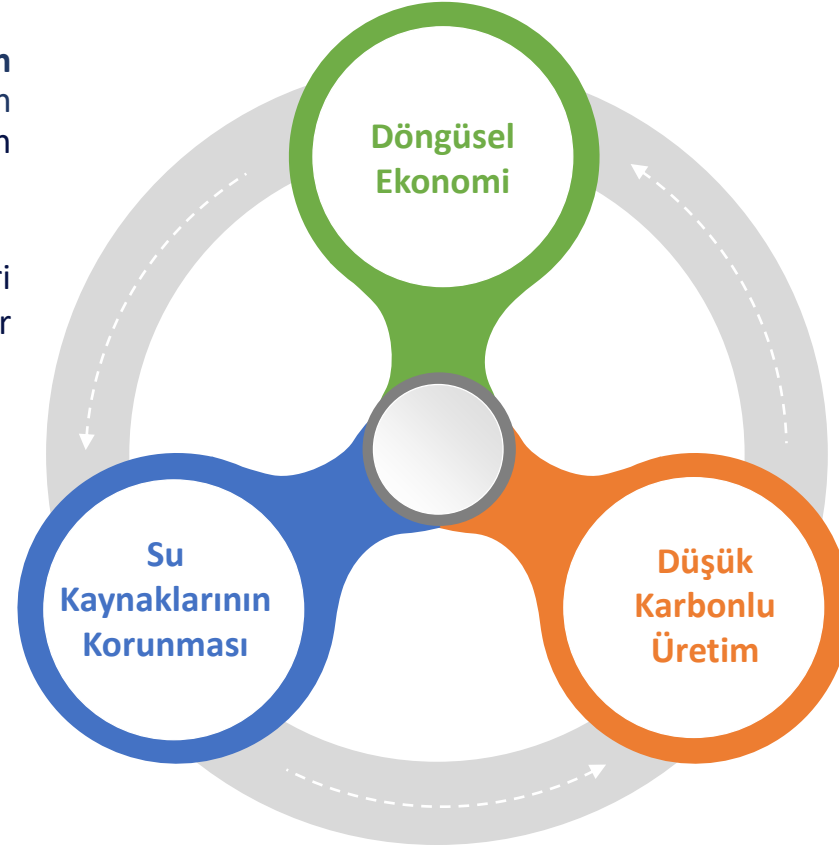 Döngüsel
Ekonomi
Su
Kaynaklarının
Korunması
Düşük
Karbonlu
Üretim